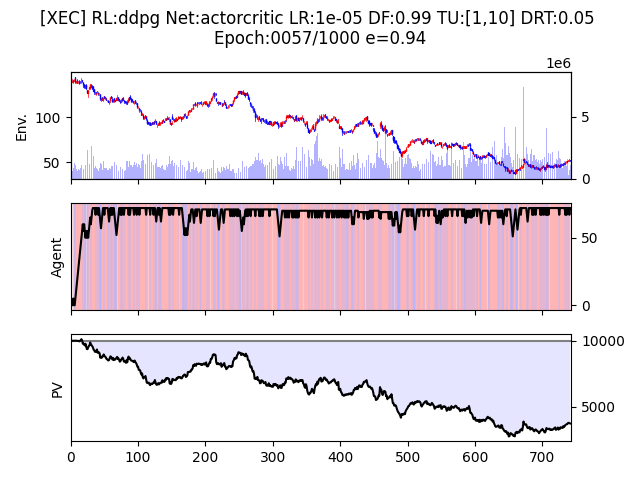 [XEC] RL:ddpg Net:actorcritic LR:1e-05 DF:0.99 TU:[1,10] DRT:0.05
Epoch:0057/1000 e=0.94
1e6
Env.
100
50
5
0
Agent
50
0
PV
10000
5000
0 100 200 300 400 500 600 700